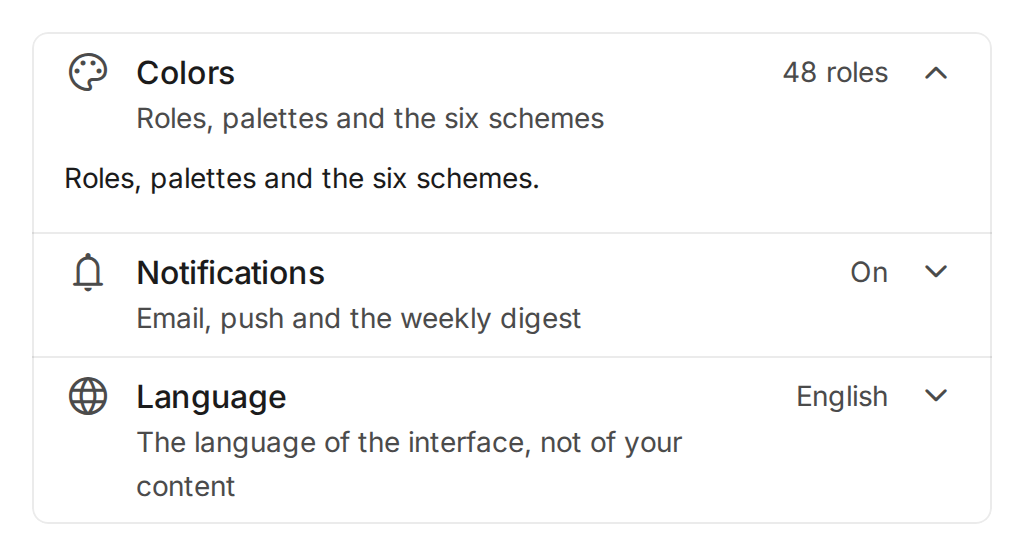 Colors
48 roles
Roles, palettes and the six schemes
Roles, palettes and the six schemes.
Notifications
On
Email, push and the weekly digest
Language
English
The language of the interface, not of your
content